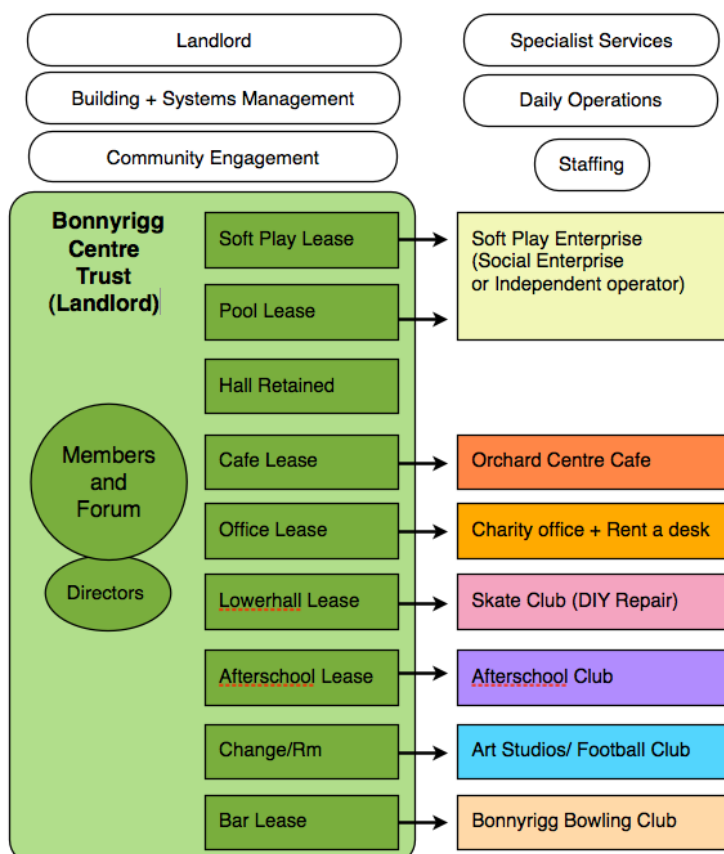 Landlord
Specialist Services
Building + Systems Management
Daily Operations
Community Engagement
Staffing
Bonnyrigg
Centre
Trust
(Landlord)
Soft Play Lease
Soft Play Enterprise
(Social Enterprise
or Independent operator)
Pool Lease
Hall Retained
Members
and
Forum
Directors
Cafe Lease
Orchard Centre Cafe
Office Lease
Charity office + Rent a desk
Lowerhall Lease
Skate Club (DIY Repair)
Afterschool Lease
Afterschool Club
Change/Rm
Art Studios/ Football Club
Bar Lease
Bonnyrigg Bowling Club